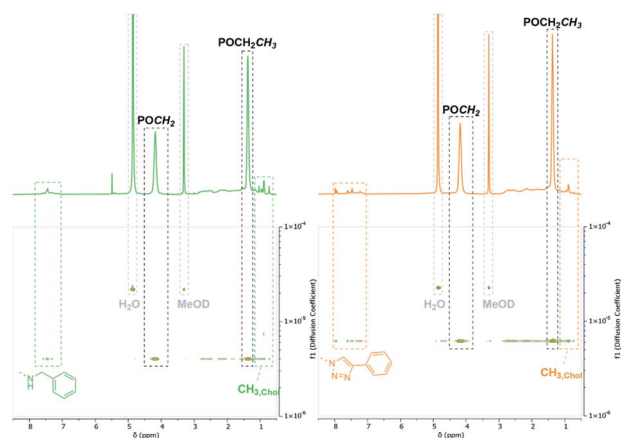 POCH2CH3
POCH2
H2O
MeOD
N
H
CH3,Chol
1×10-4
1×10-5
1×10-6
f1 (Diffusion Coefficient)
8 7 6 5 4 3 2 1
δ (ppm)
POCH2CH3
POCH2
H2O
MeOD
N
N=N
CH3,Chol
1×10-4
1×10-5
1×10-6
f1 (Diffusion Coefficient)
8 7 6 5 4 3 2 1
δ (ppm)